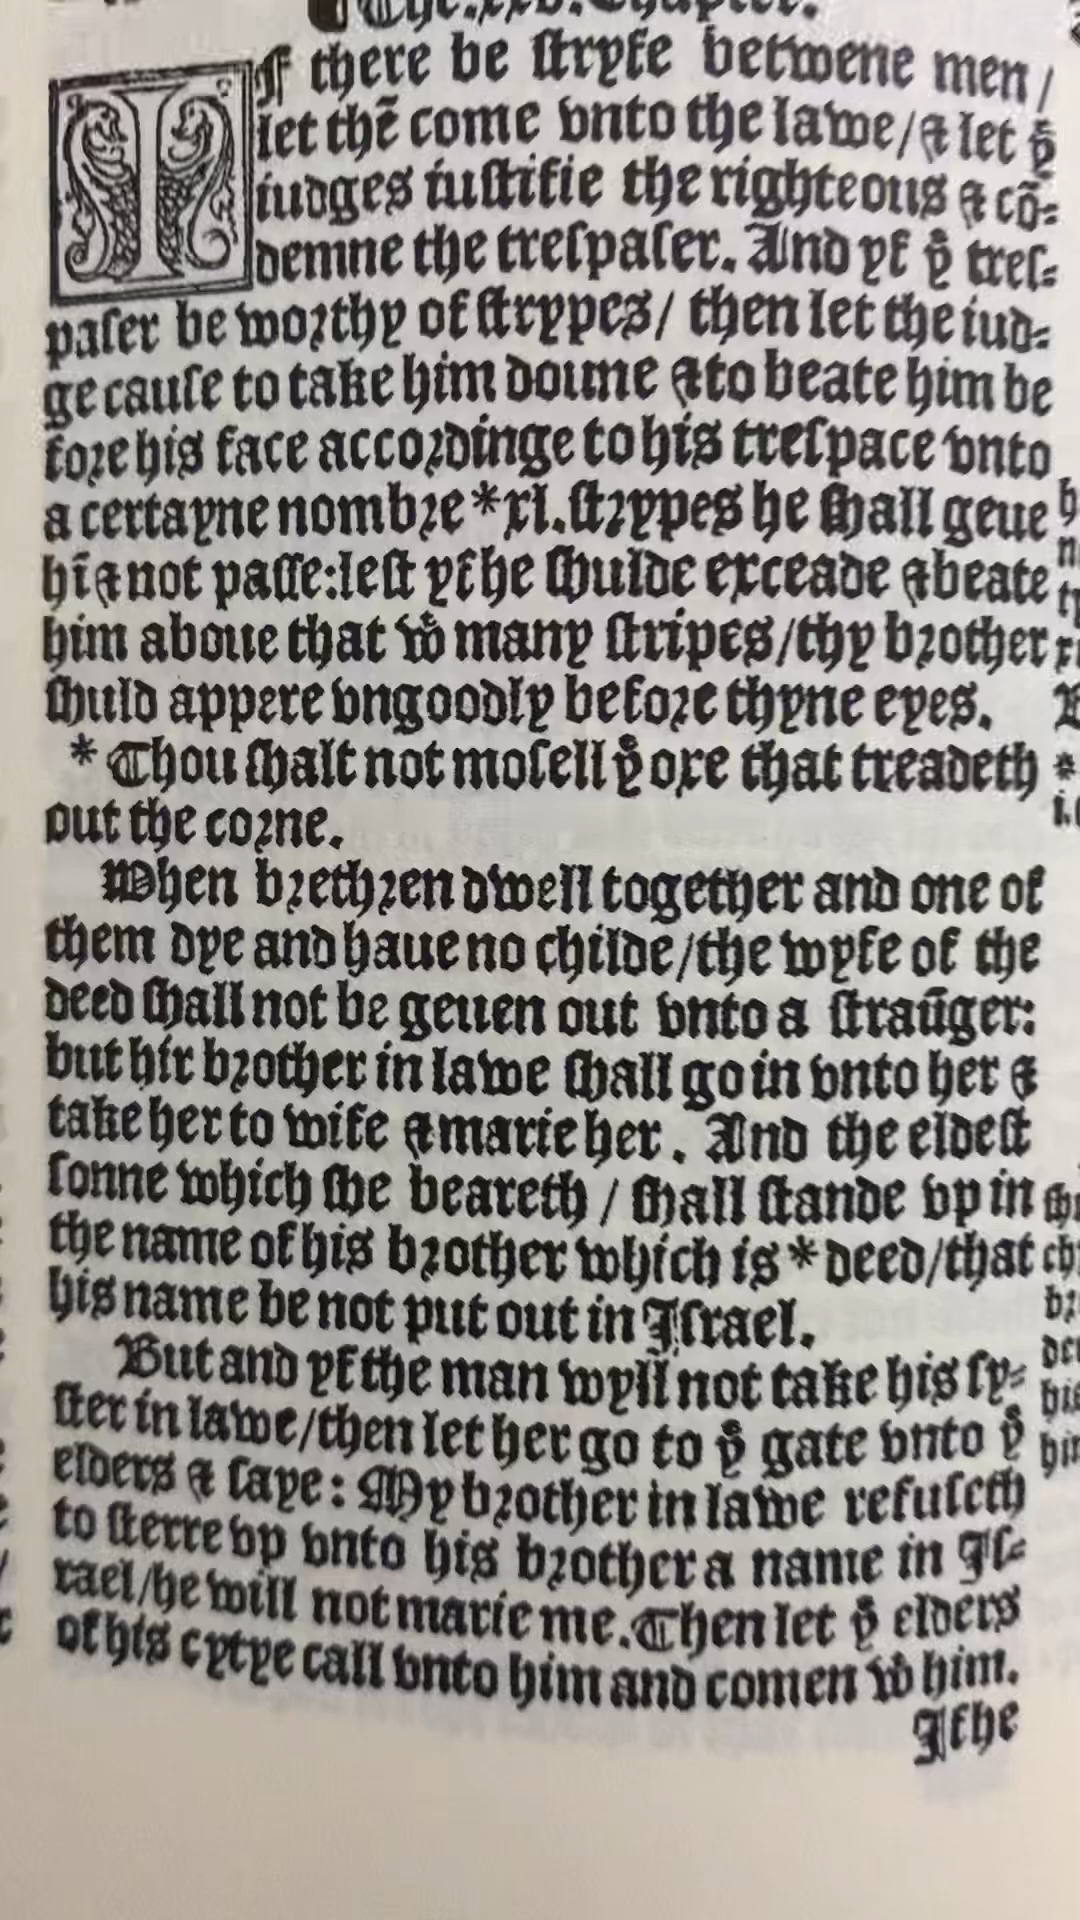 The .xxv. Chapter.
If there be stryfe betwene men /
let thē come vnto the lawe / & let yͤ
iudges iustifie the righteous & cō⸗
demne the trespaser. And yf yͤ tres⸗
paser be worthy of strypes / then let the iud⸗
ge cause to take him doune & to beate him be
fore his face accordinge to his trespace vnto
a certayne nombre * xl. strypes he shall geue
hī & not passe: lest yf he shulde exceade & beate
him aboue that wͭ many stripes / thy brother
shuld appere vngoodly before thyne eyes.
* Thou shalt not mosell yͤ oxe that treadeth
out the corne.
When brethren dwell together and one of
them dye and haue no childe / the wyfe of the
deed shall not be geuen out vnto a straūger:
but hir brother in lawe shall go in vnto her &
take her to wife & marie her. And the eldest
sonne which she beareth / shall stande vp in
the name of his brother which is * deed / that
his name be not put out in Israel.
But and yf the man wyll not take his sy⸗
ster in lawe / then let her go to yͤ gate vnto yͤ
elders & saye: My brother in lawe refuseth
to sterre vp vnto his brother a name in Is⸗
rael / he will not marie me. Then let yͤ elders
of his cytye call vnto him and comen wͭ him.
If he